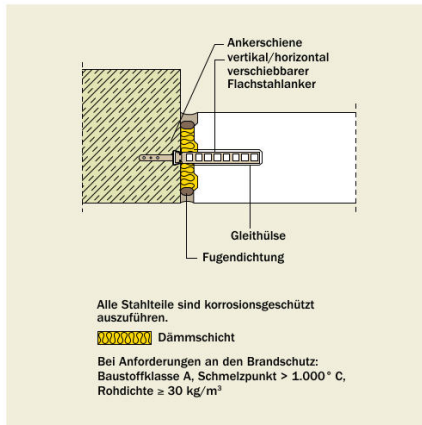 Ankerschiene
vertikal/horizontal
verschiebbarer
Flachstahlanker
Gleithülse
Fugendichtung
Alle Stahlteile sind korrosionsgeschützt
auszuführen.
Dämmschicht
Bei Anforderungen an den Brandschutz:
Baustoffklasse A, Schmelzpunkt > 1.000° C,
Rohdichte ≥ 30 kg/m³